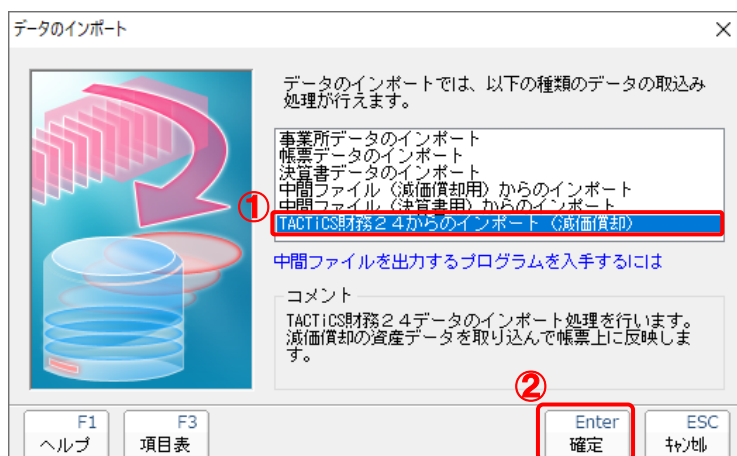 データのインポート
データのインポートでは、以下の種類のデータの取込み
処理が行えます。
事業所データのインポート
帳票データのインポート
決算書データのインポート
中間ファイル（減価償却用）からのインポート
中間ファイル（決算書用）からのインポート
①
TACTiCS財務２４からのインポート（減価償却）
中間ファイルを出力するプログラムを入手するには
コメント
TACTiCS財務２４データのインポート処理を行います。
減価償却の資産データを取り込んで帳票上に反映しま
す。
②
F1
ヘルプ
F3
項目表
Enter
確定
ESC
ｷｬﾝｾﾙ